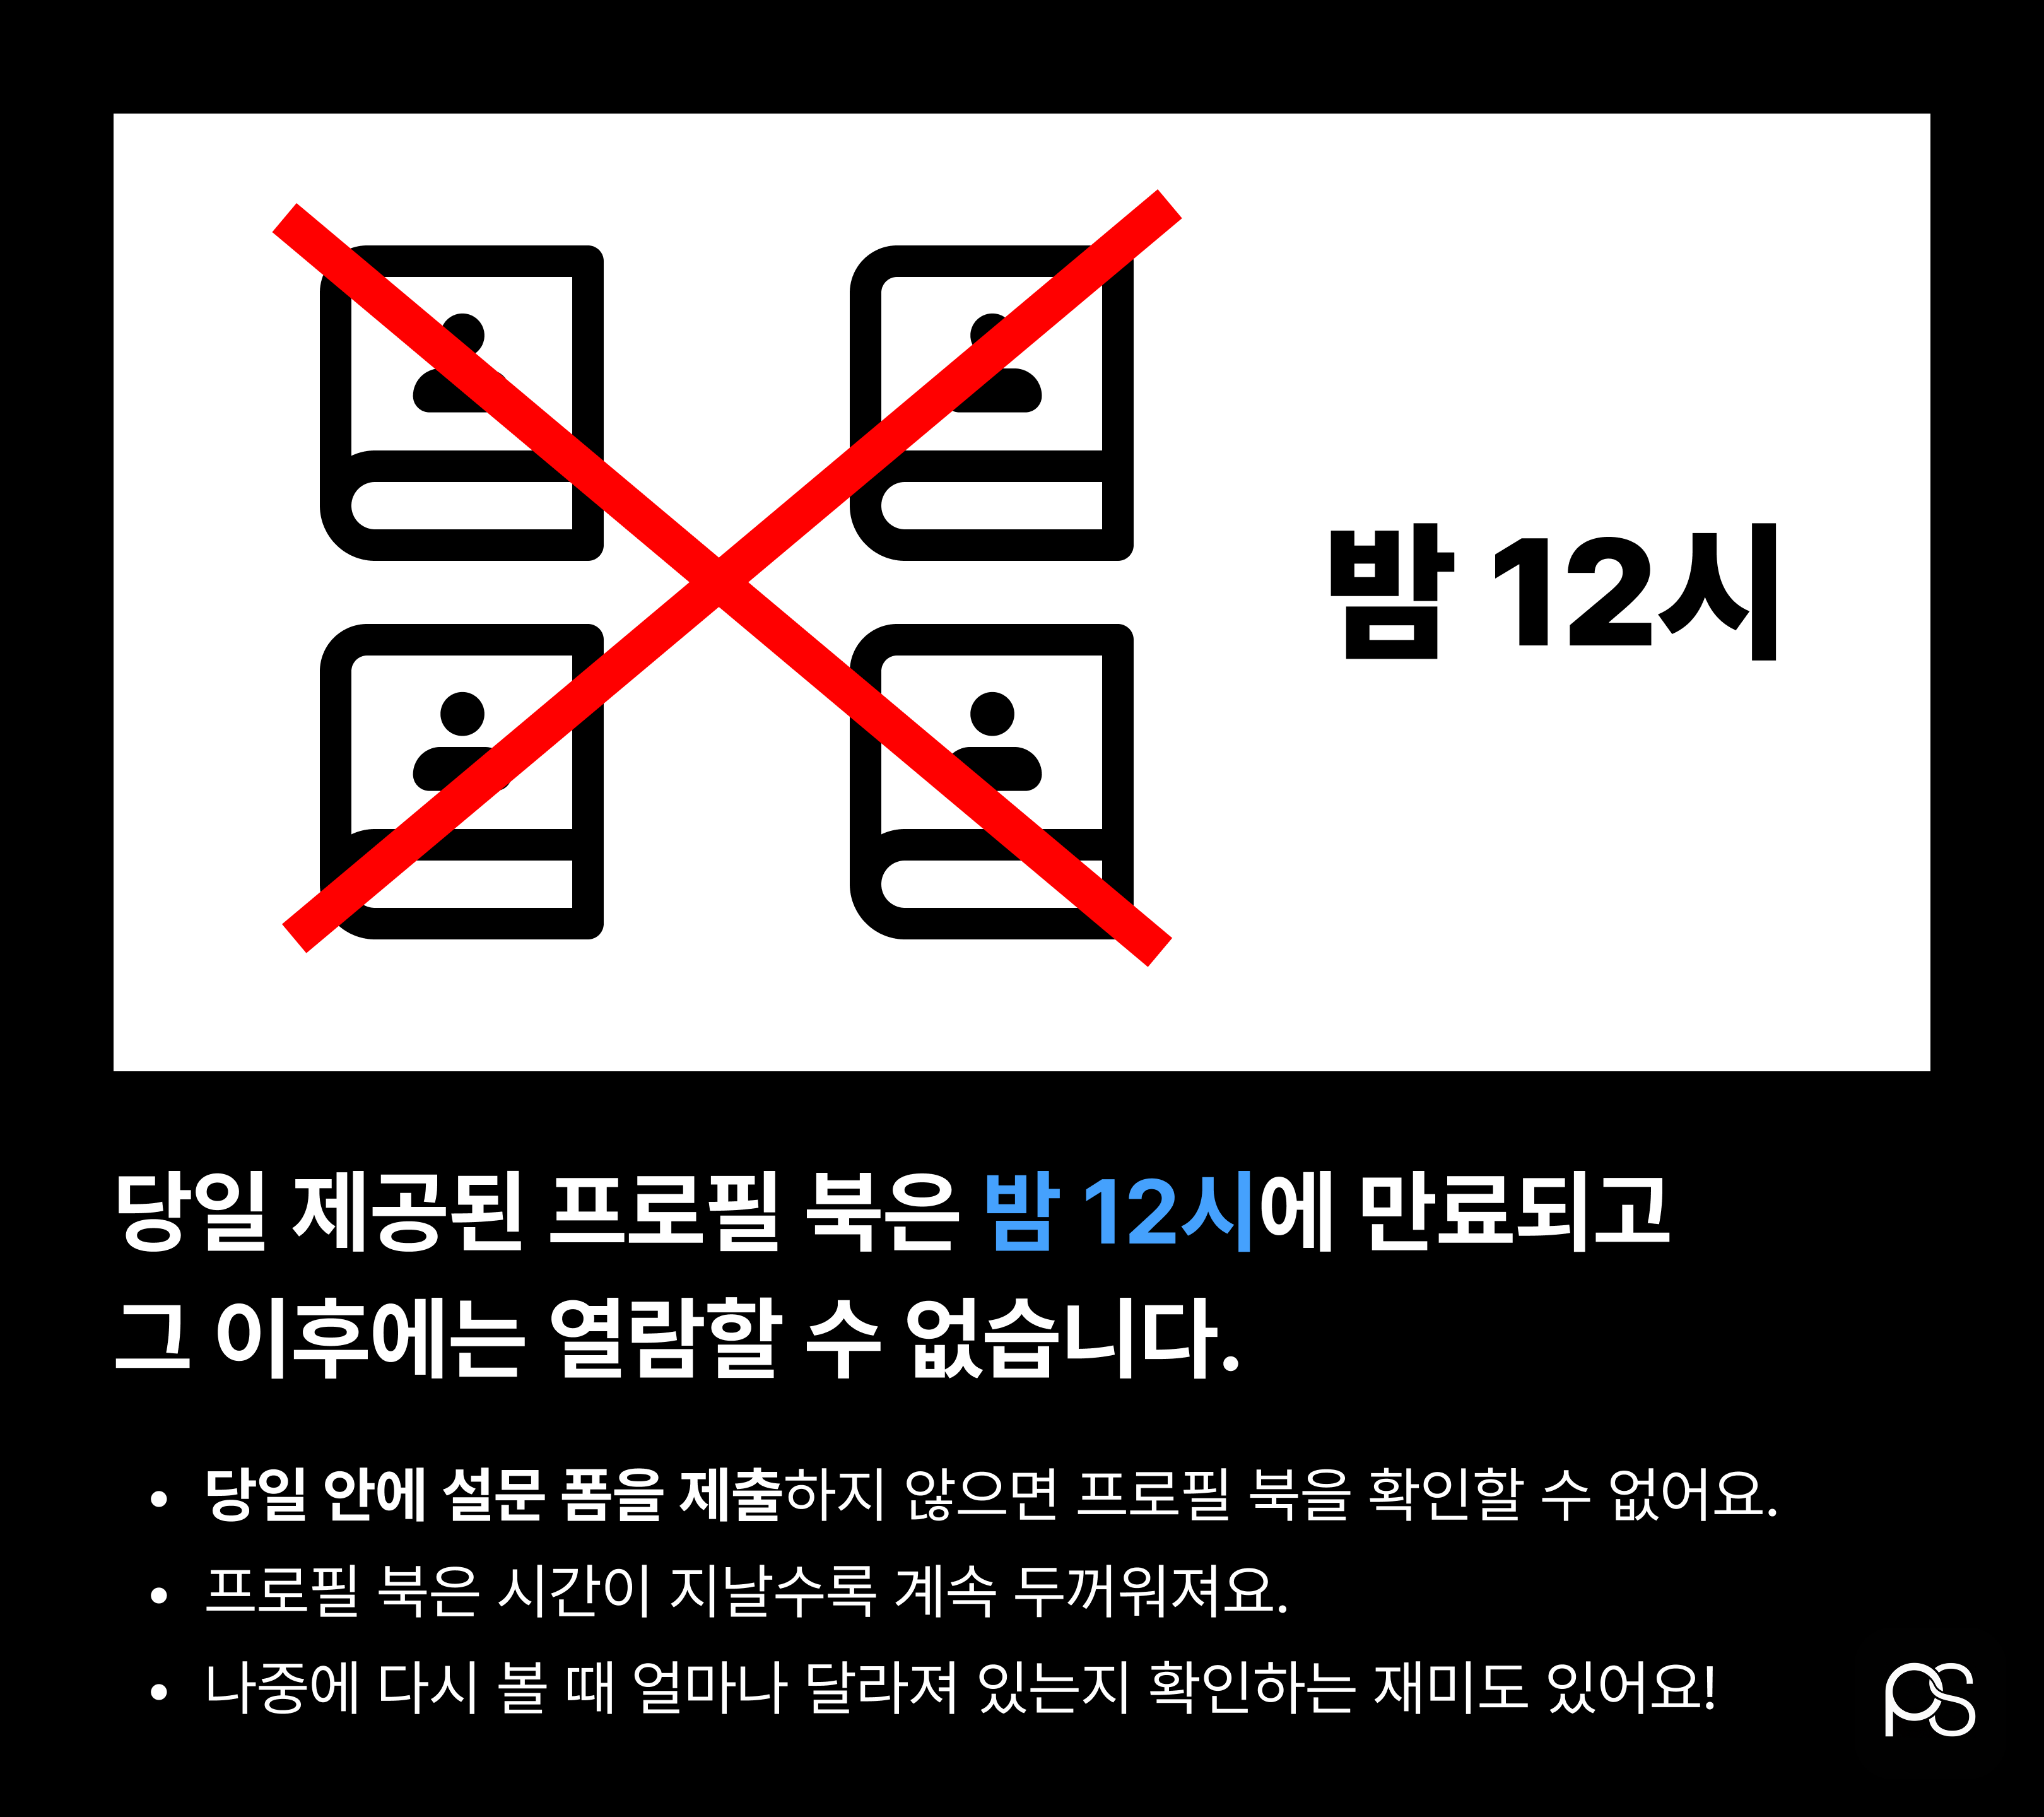 밤 12시
당일 제공된 프로필 북은 밤 12시에 만료되고
그 이후에는 열람할 수 없습니다.
• 당일 안에 설문 폼을 제출하지 않으면 프로필 북을 확인할 수 없어요.
• 프로필 북은 시간이 지날수록 계속 두꺼워져요.
• 나중에 다시 볼 때 얼마나 달라져 있는지 확인하는 재미도 있어요!
PS